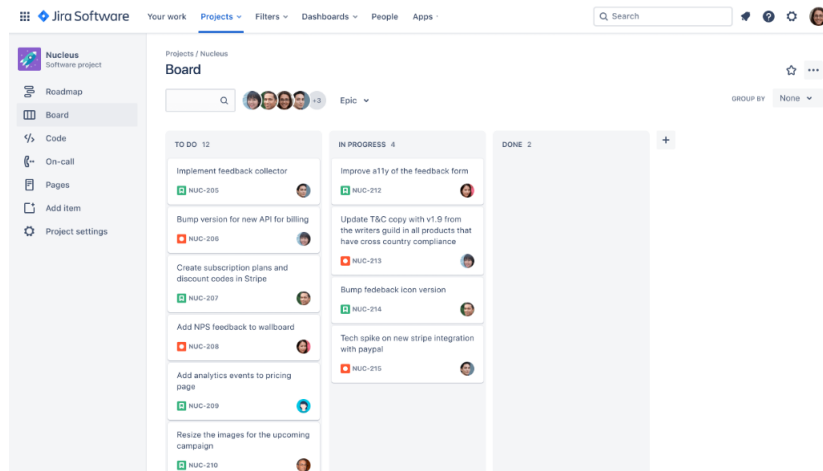 Jira Software
Your work
Projects
Filters
Dashboards
People
Apps
Search
Nucleus
Software project
Roadmap
Board
Code
On-call
Pages
Add item
Project settings
Projects / Nucleus
Board
+3
Epic
GROUP BY
None
TO DO 12
Implement feedback collector
NUC-205
Bump version for new API for billing
NUC-206
Create subscription plans and
discount codes in Stripe
NUC-207
Add NPS feedback to wallboard
NUC-208
Add analytics events to pricing
page
NUC-209
Resize the images for the upcoming
campaign
NUC-210
IN PROGRESS 4
Improve a11y of the feedback form
NUC-212
Update T&C copy with v1.9 from
the writers guild in all products that
have cross country compliance
NUC-213
Bump fedeback icon version
NUC-214
Tech spike on new stripe integration
with paypal
NUC-215
DONE 2
+